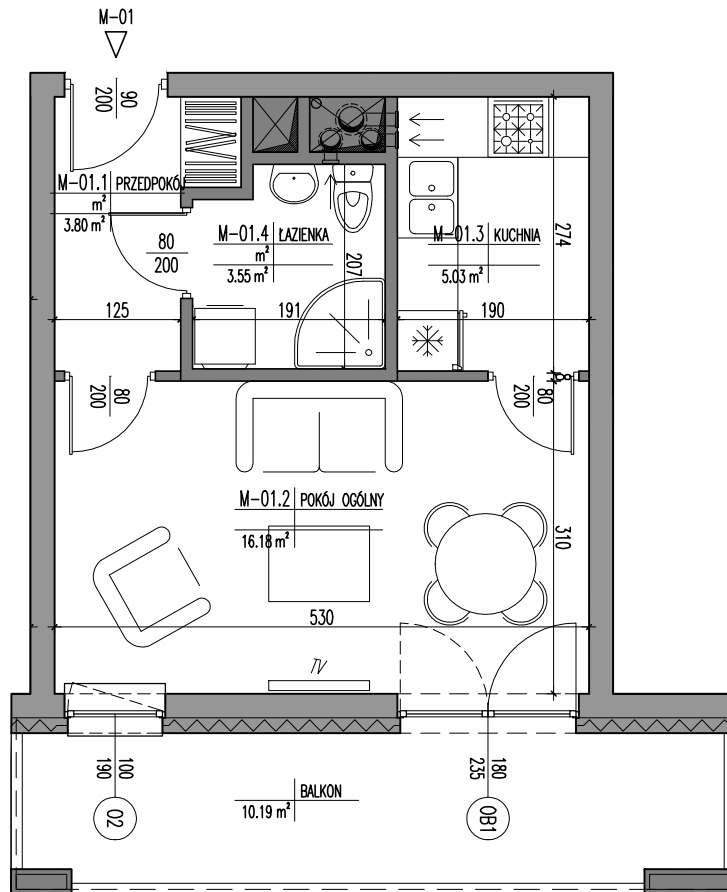 M-01
90
200
M-01.1 PRZEDPOKÓJ
m²
3.80 m²
80
200
M-01.4 ŁAZIENKA
m²
3.55 m²
207
M-01.3 KUCHNIA
5.03 m²
274
125
191
190
80
200
80
200
M-01.2 POKÓJ OGÓLNY
16.18 m²
310
530
TV
100
190
180
235
BALKON
10.19 m²
O2
OB1